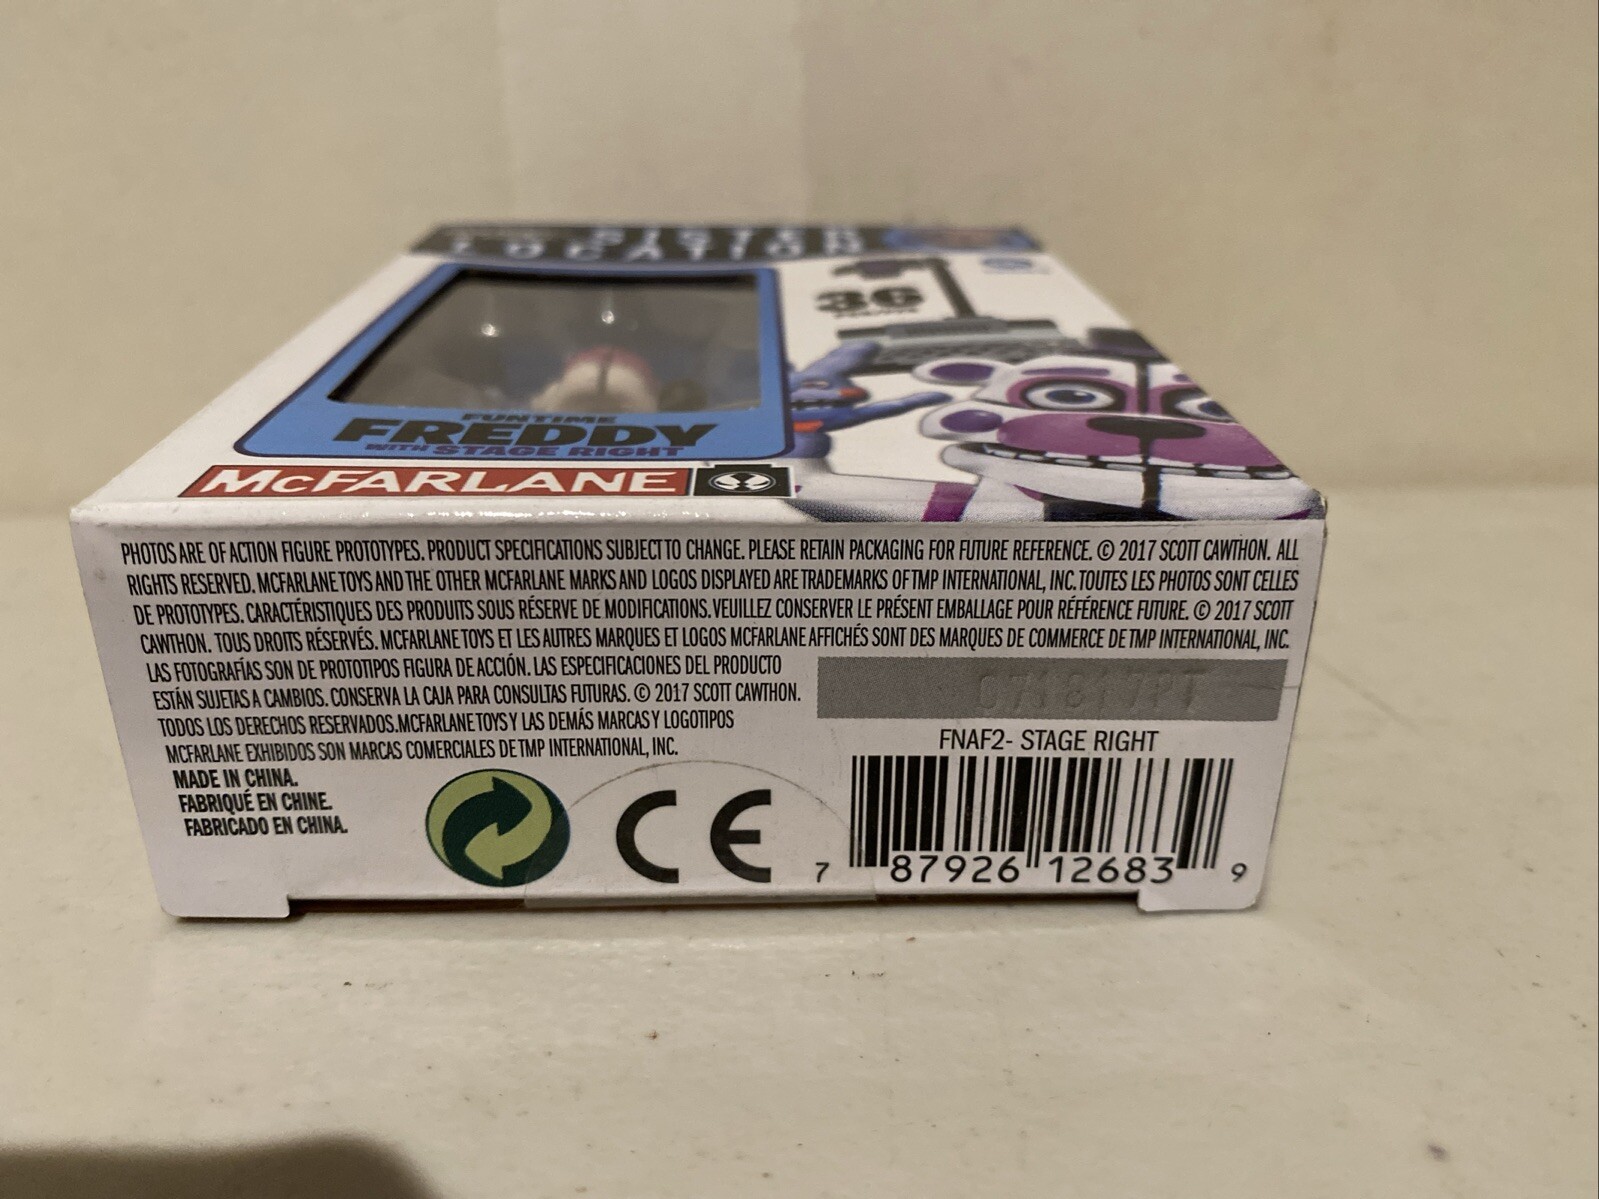 SISTER
LOCATION
36
FUNTIME
FREDDY
WITH STAGE RIGHT
McFARLANE
PHOTOS ARE OF ACTION FIGURE PROTOTYPES. PRODUCT SPECIFICATIONS SUBJECT TO CHANGE. PLEASE RETAIN PACKAGING FOR FUTURE REFERENCE. © 2017 SCOTT CAWTHON. ALL
RIGHTS RESERVED. MCFARLANE TOYS AND THE OTHER MCFARLANE MARKS AND LOGOS DISPLAYED ARE TRADEMARKS OF TMP INTERNATIONAL, INC. TOUTES LES PHOTOS SONT CELLES
DE PROTOTYPES. CARACTÉRISTIQUES DES PRODUITS SOUS RÉSERVE DE MODIFICATIONS. VEUILLEZ CONSERVER LE PRÉSENT EMBALLAGE POUR RÉFÉRENCE FUTURE. © 2017 SCOTT
CAWTHON. TOUS DROITS RÉSERVÉS. MCFARLANE TOYS ET LES AUTRES MARQUES ET LOGOS MCFARLANE AFFICHÉS SONT DES MARQUES DE COMMERCE DE TMP INTERNATIONAL, INC.
LAS FOTOGRAFÍAS SON DE PROTOTIPOS FIGURA DE ACCIÓN. LAS ESPECIFICACIONES DEL PRODUCTO
ESTÁN SUJETAS A CAMBIOS. CONSERVA LA CAJA PARA CONSULTAS FUTURAS. © 2017 SCOTT CAWTHON.
TODOS LOS DERECHOS RESERVADOS. MCFARLANE TOYS Y LAS DEMÁS MARCAS Y LOGOTIPOS
MCFARLANE EXHIBIDOS SON MARCAS COMERCIALES DE TMP INTERNATIONAL, INC.
MADE IN CHINA.
FABRIQUÉ EN CHINE.
FABRICADO EN CHINA.
CE
071817PT
FNAF2- STAGE RIGHT
7 87926 12683 9